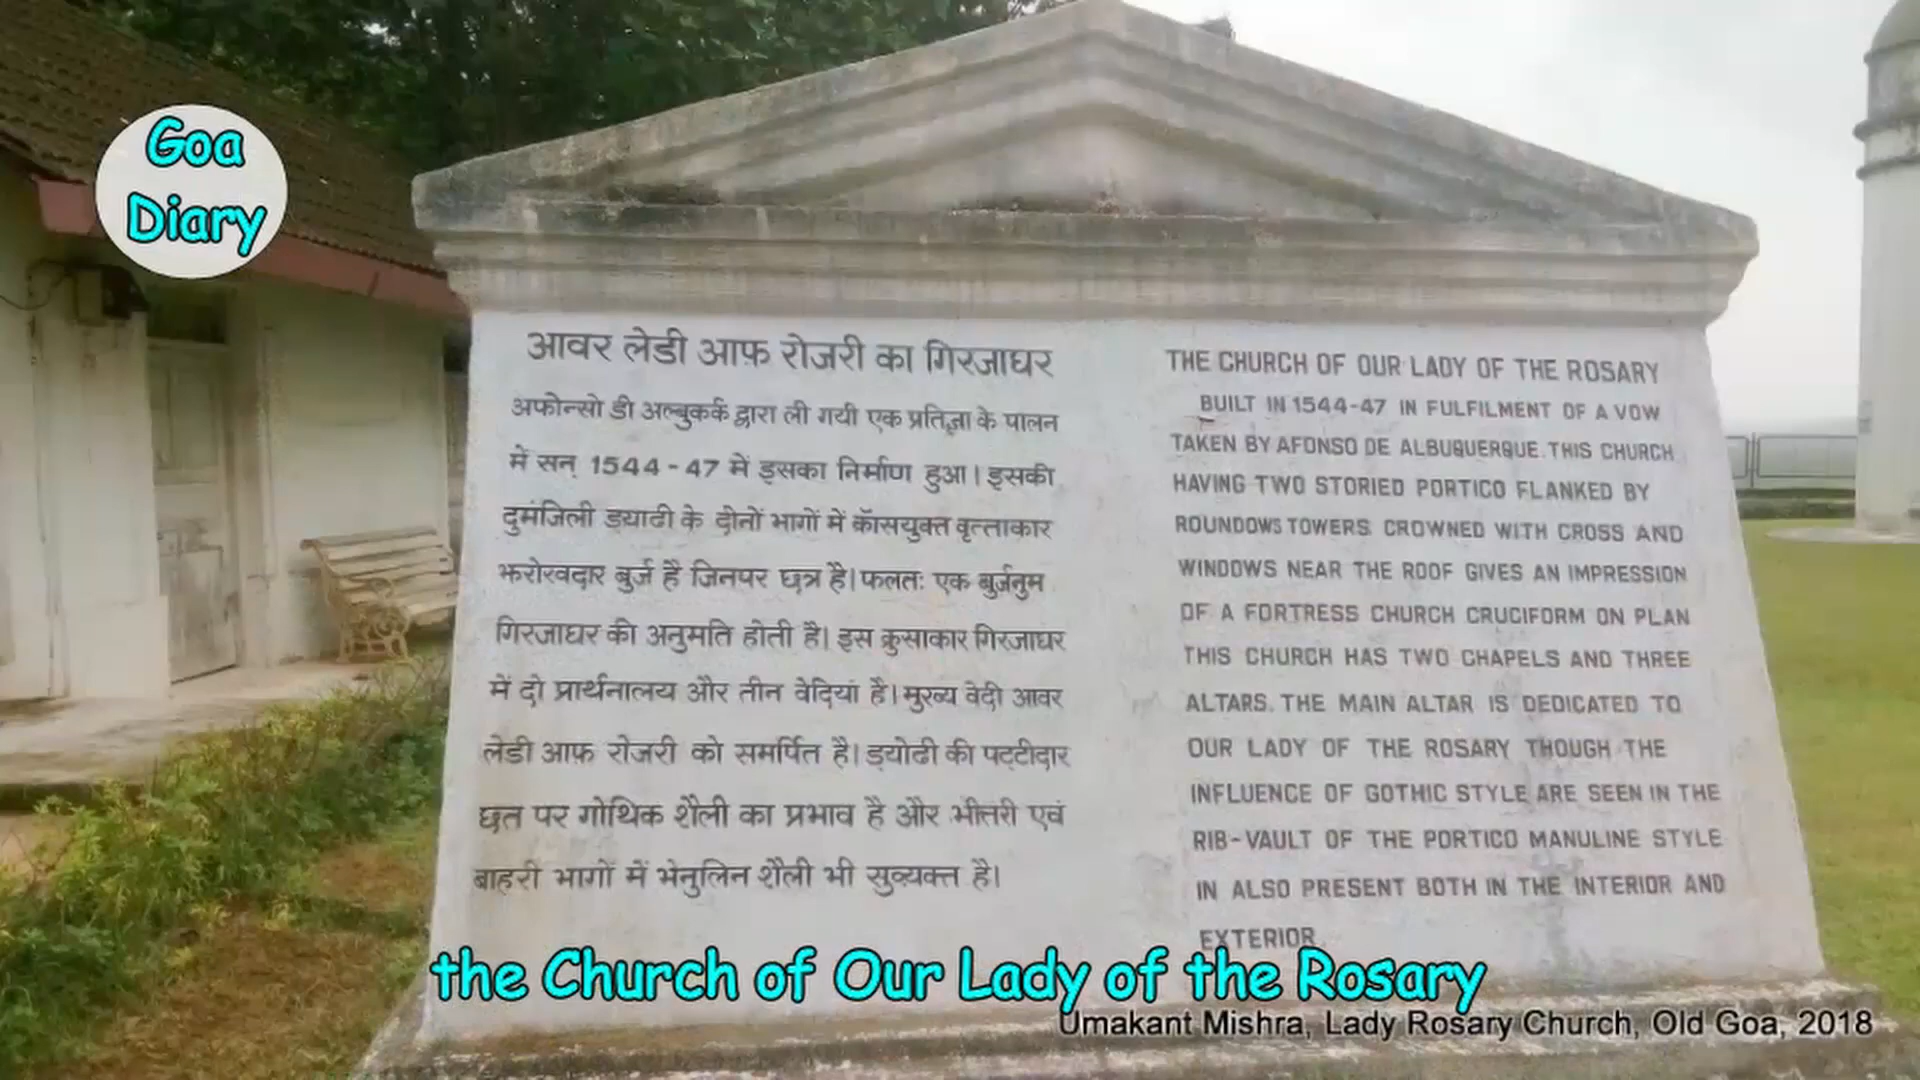 Goa
Diary
आवर लेडी आफ़ रोजरी का गिरजाघर
अफोन्सो डी अल्बुकर्क द्वारा ली गयी एक प्रतिज्ञा के पालन
में सन् 1544-47 में इसका निर्माण हुआ। इसकी
दुमंजिली ड्याढी के दोनों भागों में कॅासयुक्त वृत्ताकार
झरोखदार बुर्ज है जिनपर छत्र है। फलतः एक बुर्जनुम
गिरजाघर की अनुमति होती है। इस क्रुसाकार गिरजाघर
में दो प्रार्थनालय और तीन वेदियां है। मुख्य वेदी आवर
लेडी आफ़ रोजरी को समर्पित है। ड्योढी की पट्टीदार
छत पर गोथिक शैली का प्रभाव है और भीत्तरी एवं
बाहरी भागों में भेनुलिन शैली भी सुव्यक्त है।
THE CHURCH OF OUR LADY OF THE ROSARY
BUILT IN 1544-47 IN FULFILMENT OF A VOW
TAKEN BY AFONSO DE ALBUQUERQUE. THIS CHURCH
HAVING TWO STORIED PORTICO FLANKED BY
ROUNDOWS TOWERS CROWNED WITH CROSS AND
WINDOWS NEAR THE ROOF GIVES AN IMPRESSION
OF A FORTRESS CHURCH CRUCIFORM ON PLAN
THIS CHURCH HAS TWO CHAPELS AND THREE
ALTARS. THE MAIN ALTAR IS DEDICATED TO
OUR LADY OF THE ROSARY THOUGH THE
INFLUENCE OF GOTHIC STYLE ARE SEEN IN THE
RIB-VAULT OF THE PORTICO MANULINE STYLE
IN ALSO PRESENT BOTH IN THE INTERIOR AND
EXTERIOR.
the Church of Our Lady of the Rosary
Umakant Mishra, Lady Rosary Church, Old Goa, 2018